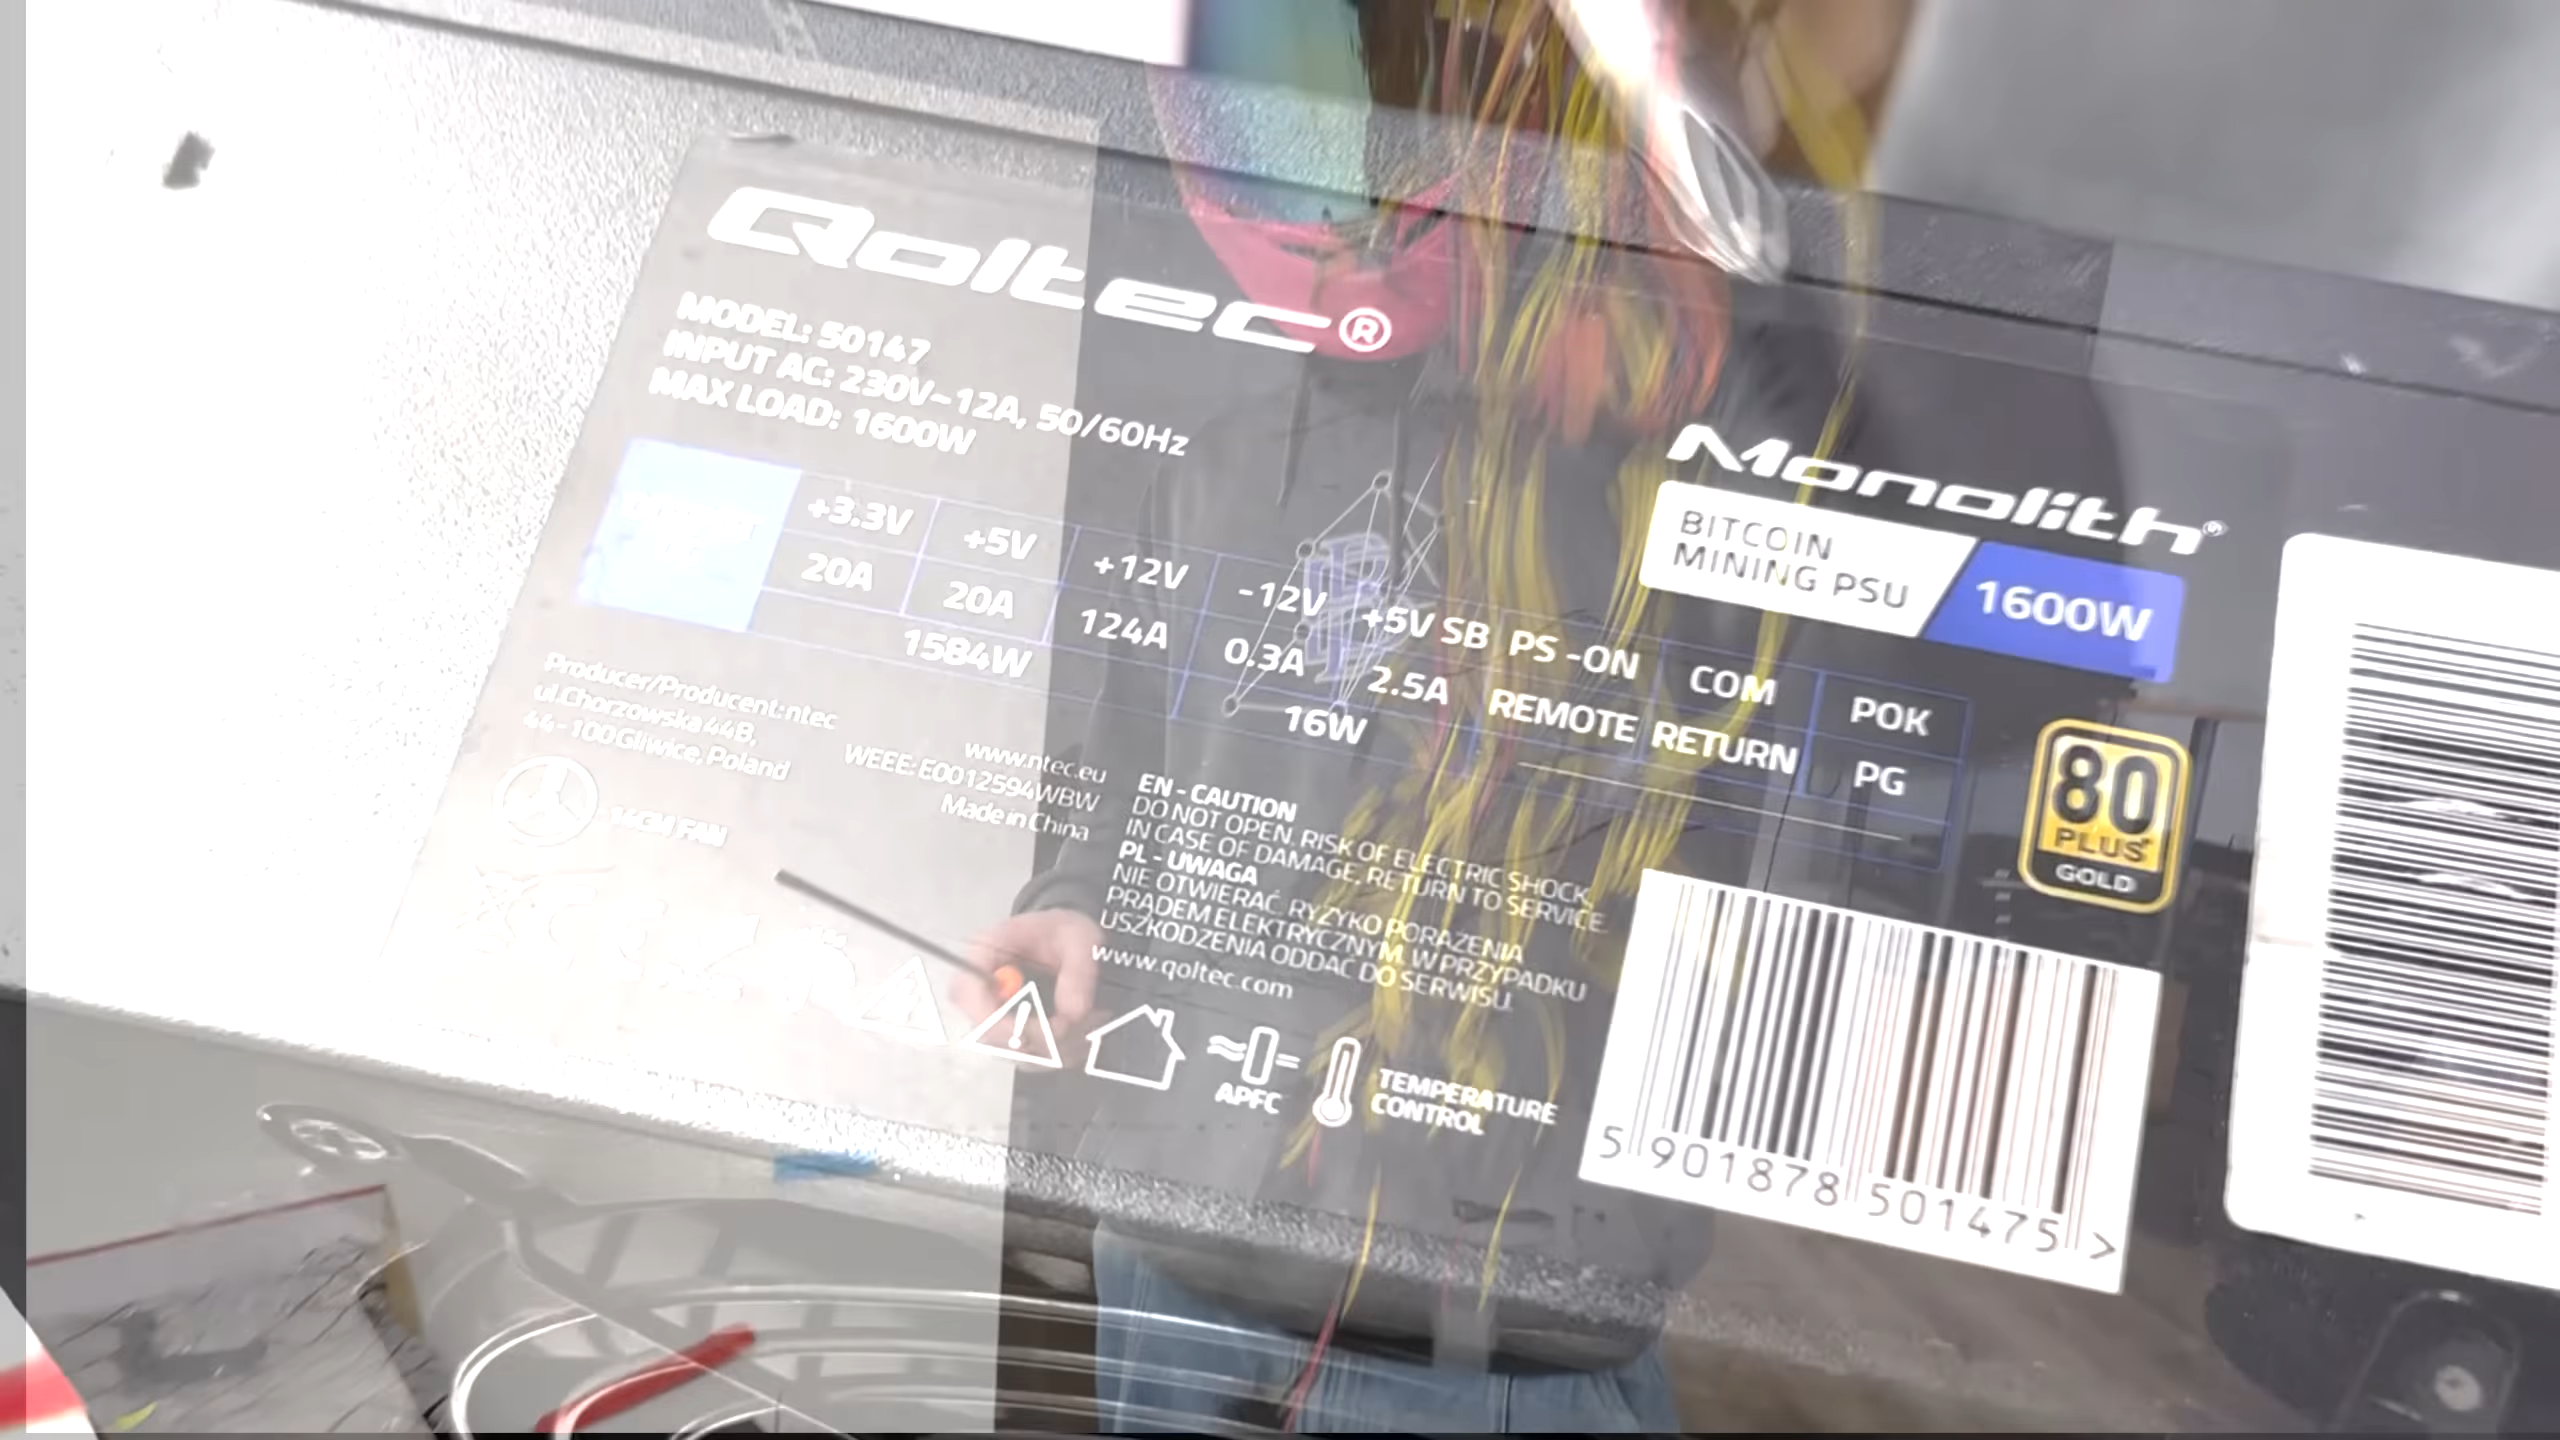 Qoltec®
MODEL: 50147
INPUT AC: 230V~12A, 50/60Hz
MAX LOAD: 1600W
+3.3V +5V +12V -12V +5V SB PS -ON COM POK
20A 20A 124A 0.3A 2.5A REMOTE RETURN PG
1584W 16W
Producer/Producent: ntec
ul.Chorzowska 44B,
44-100 Gliwice, Poland
www.ntec.eu
WEEE: E0012594WBW
Made in China
14CM FAN
EN - CAUTION
DO NOT OPEN. RISK OF ELECTRIC SHOCK.
IN CASE OF DAMAGE, RETURN TO SERVICE.
PL - UWAGA
NIE OTWIERAĆ. RYZYKO PORAŻENIA
PRĄDEM ELEKTRYCZNYM. W PRZYPADKU
USZKODZENIA ODDAĆ DO SERWISU.
www.qoltec.com
APFC
TEMPERATURE
CONTROL
Monolith®
BITCOIN
MINING PSU
1600W
80
PLUS
GOLD
5 901878 501475 >